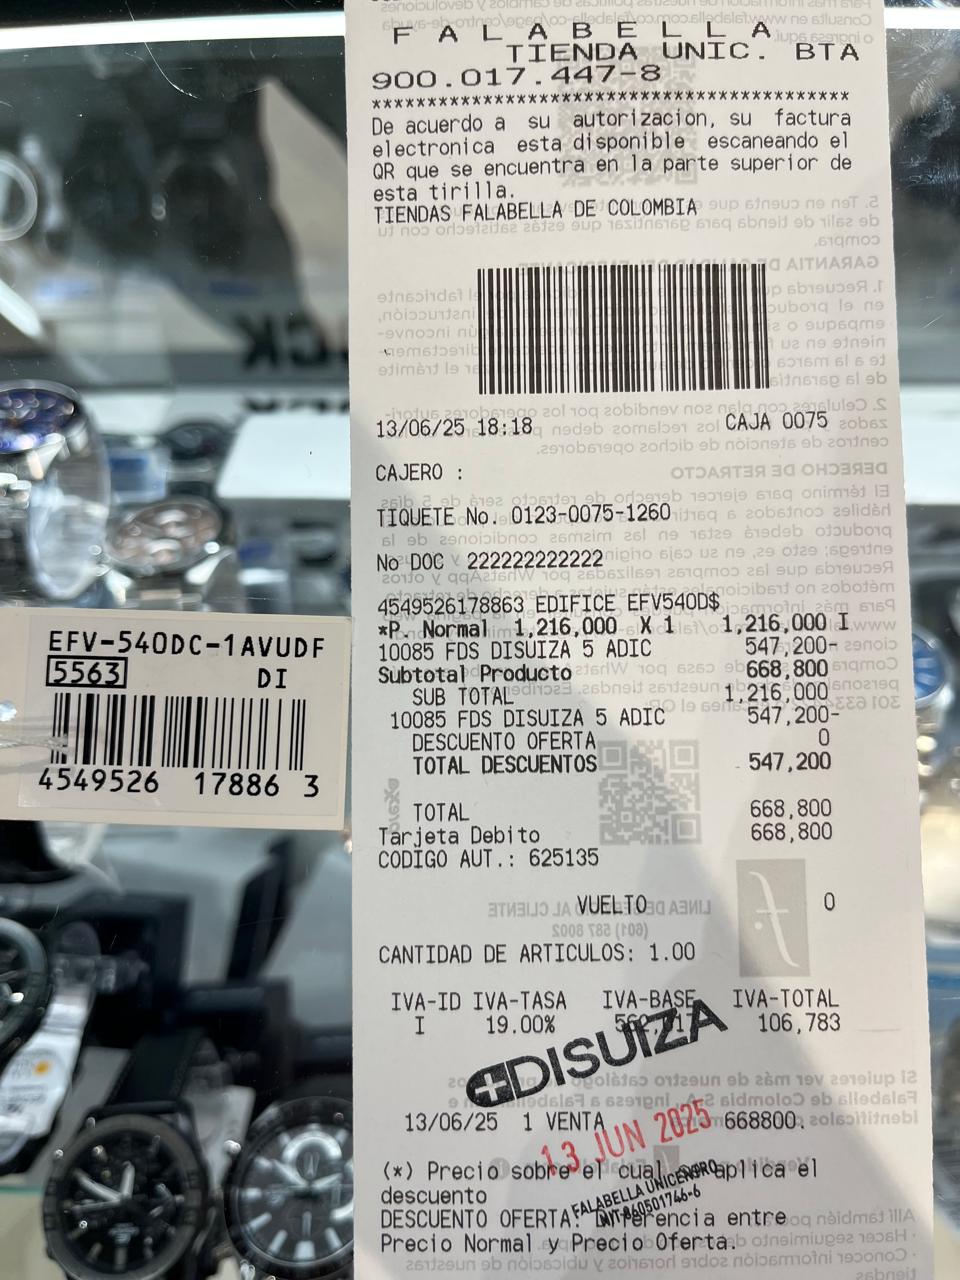 F A L A B E L L A
TIENDA UNIC. BTA
900.017.447-8
******************************************
De acuerdo a su autorizacion, su factura
electronica esta disponible escaneando el
QR que se encuentra en la parte superior de
esta tirilla.
TIENDAS FALABELLA DE COLOMBIA
13/06/25 18:18 CAJA 0075
CAJERO :
TIQUETE No. 0123-0075-1260
No DOC 222222222222
4549526178863 EDIFICE EFV540D$
*P. Normal 1,216,000 X 1 1,216,000 I
10085 FDS DISUIZA 5 ADIC 547,200-
Subtotal Producto 668,800
SUB TOTAL 1,216,000
10085 FDS DISUIZA 5 ADIC 547,200-
DESCUENTO OFERTA 0
TOTAL DESCUENTOS 547,200
TOTAL 668,800
Tarjeta Debito 668,800
CODIGO AUT.: 625135
VUELTO 0
CANTIDAD DE ARTICULOS: 1.00
IVA-ID IVA-TASA IVA-BASE IVA-TOTAL
I 19.00% 106,783
DISUIZA
13/06/25 1 VENTA 668800.
13 JUN 2025
(*) Precio sobre el cual se aplica el
descuento
FALABELLA UNICENTRO
NIT 860501746-6
DESCUENTO OFERTA: Diferencia entre
Precio Normal y Precio Oferta.
EFV-540DC-1AVUDF
5563 DI
4549526 17886 3